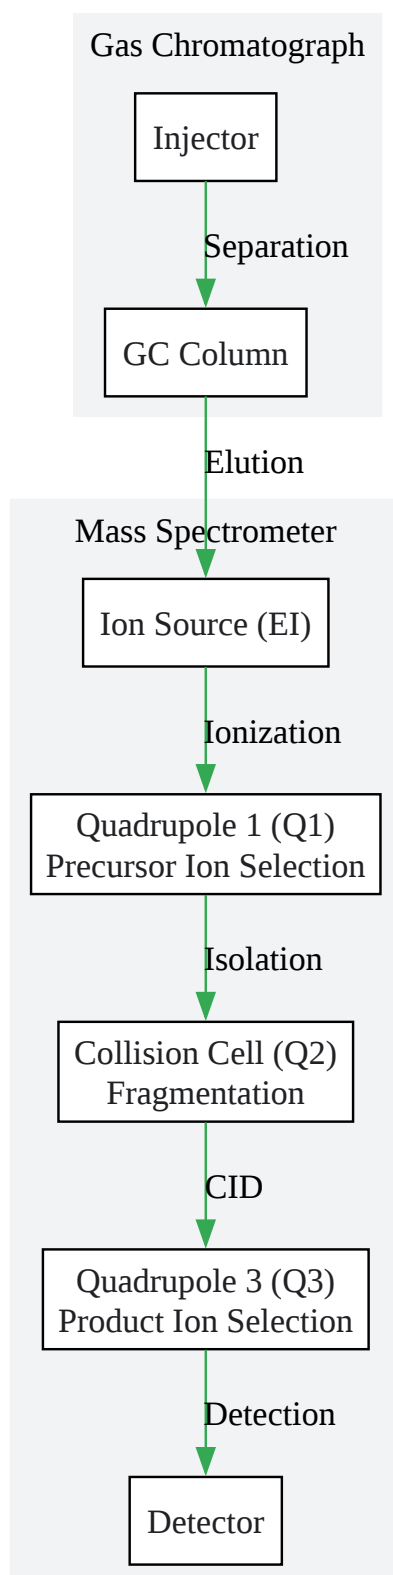 Gas Chromatograph
Injector
Separation
GC Column
Elution
Mass Spectrometer
Ion Source (EI)
Ionization
Quadrupole 1 (Q1)
Precursor Ion Selection
Isolation
Collision Cell (Q2)
Fragmentation
CID
Quadrupole 3 (Q3)
Product Ion Selection
Detection
Detector